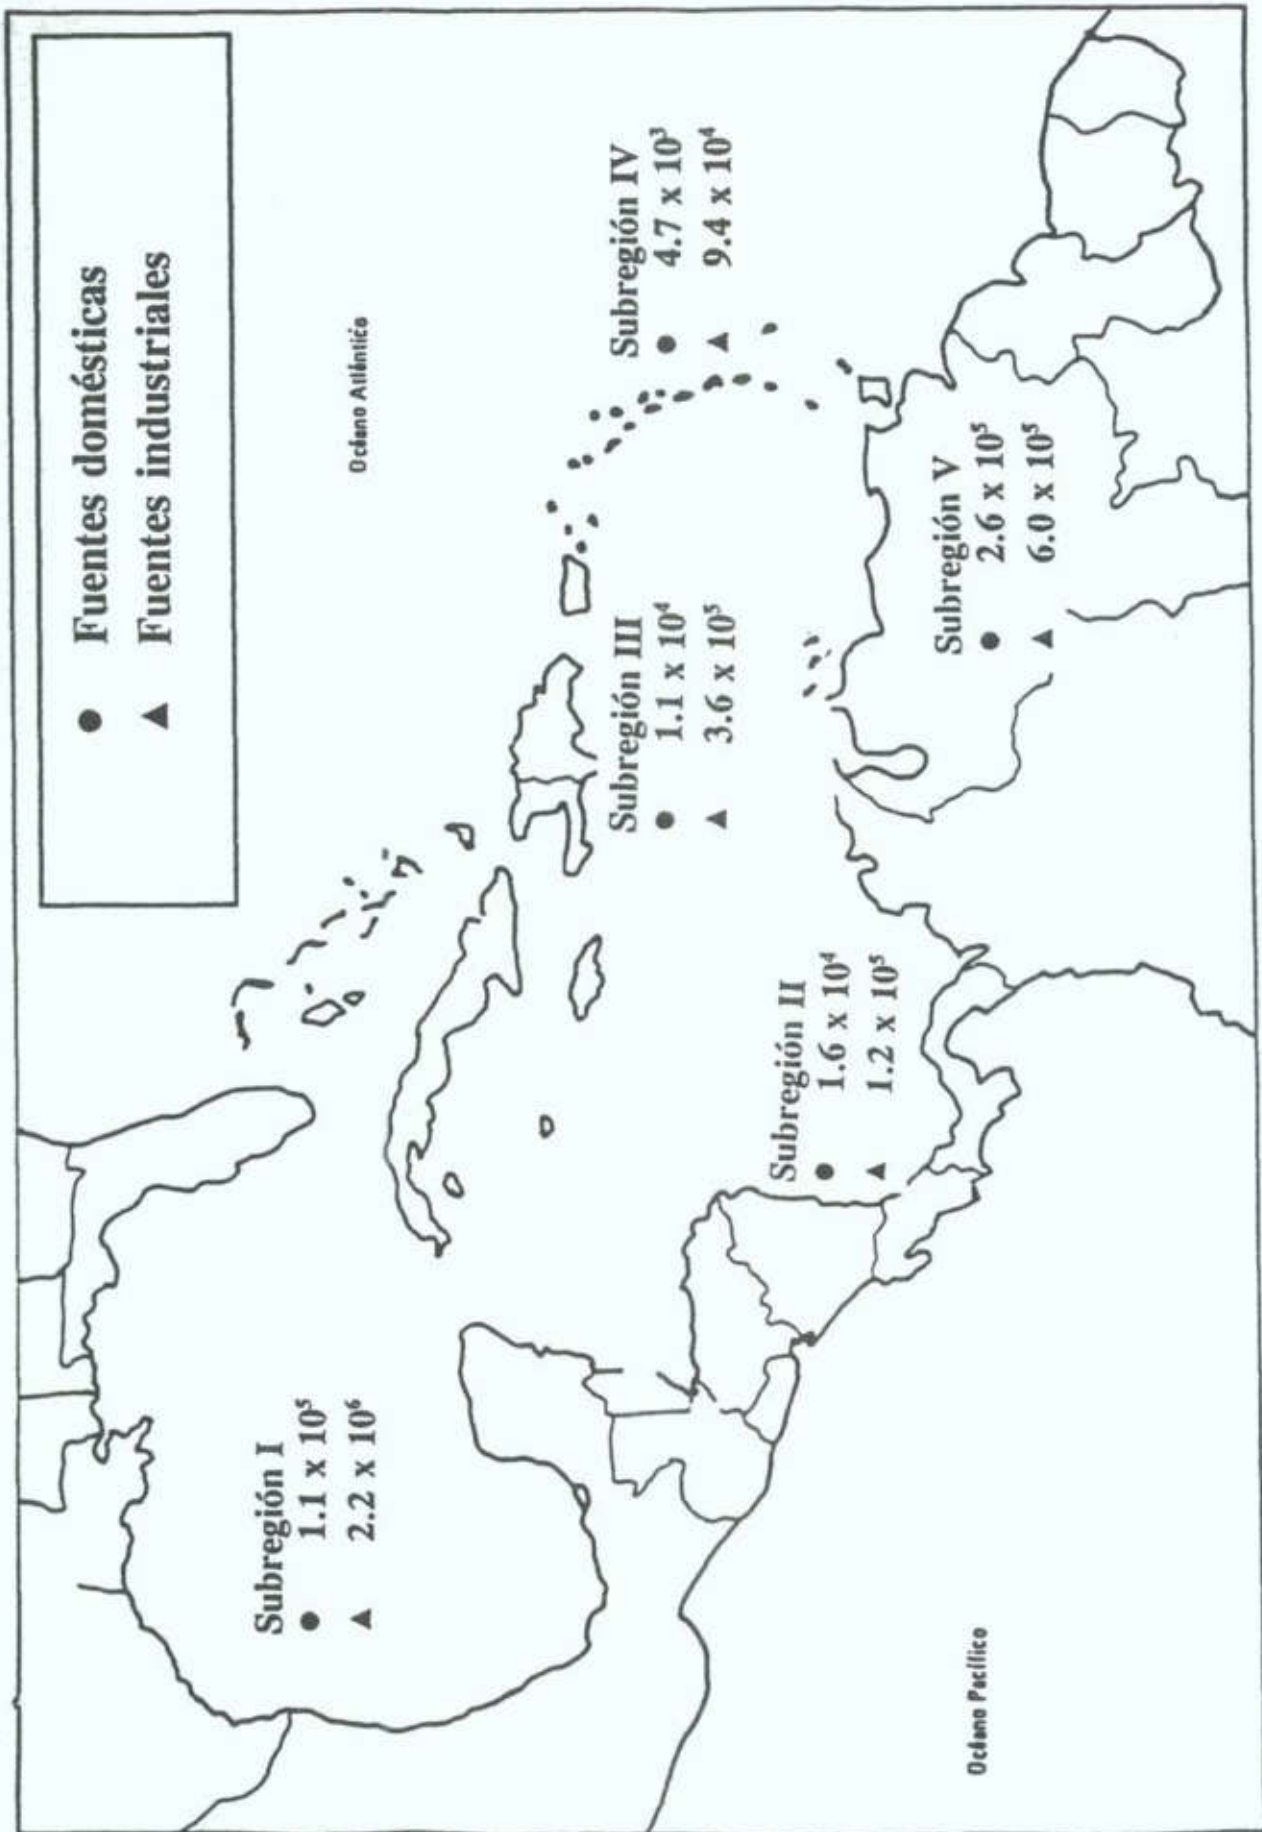 ● Fuentes domésticas
▲ Fuentes industriales
Océano Atlántico
Subregión I
● 1.1 x 10⁵
▲ 2.2 x 10⁶
Subregión III
● 1.1 x 10⁴
▲ 3.6 x 10⁵
Subregión IV
● 4.7 x 10³
▲ 9.4 x 10⁴
Subregión II
● 1.6 x 10⁴
▲ 1.2 x 10⁵
Subregión V
● 2.6 x 10⁵
▲ 6.0 x 10⁵
Océano Pacífico